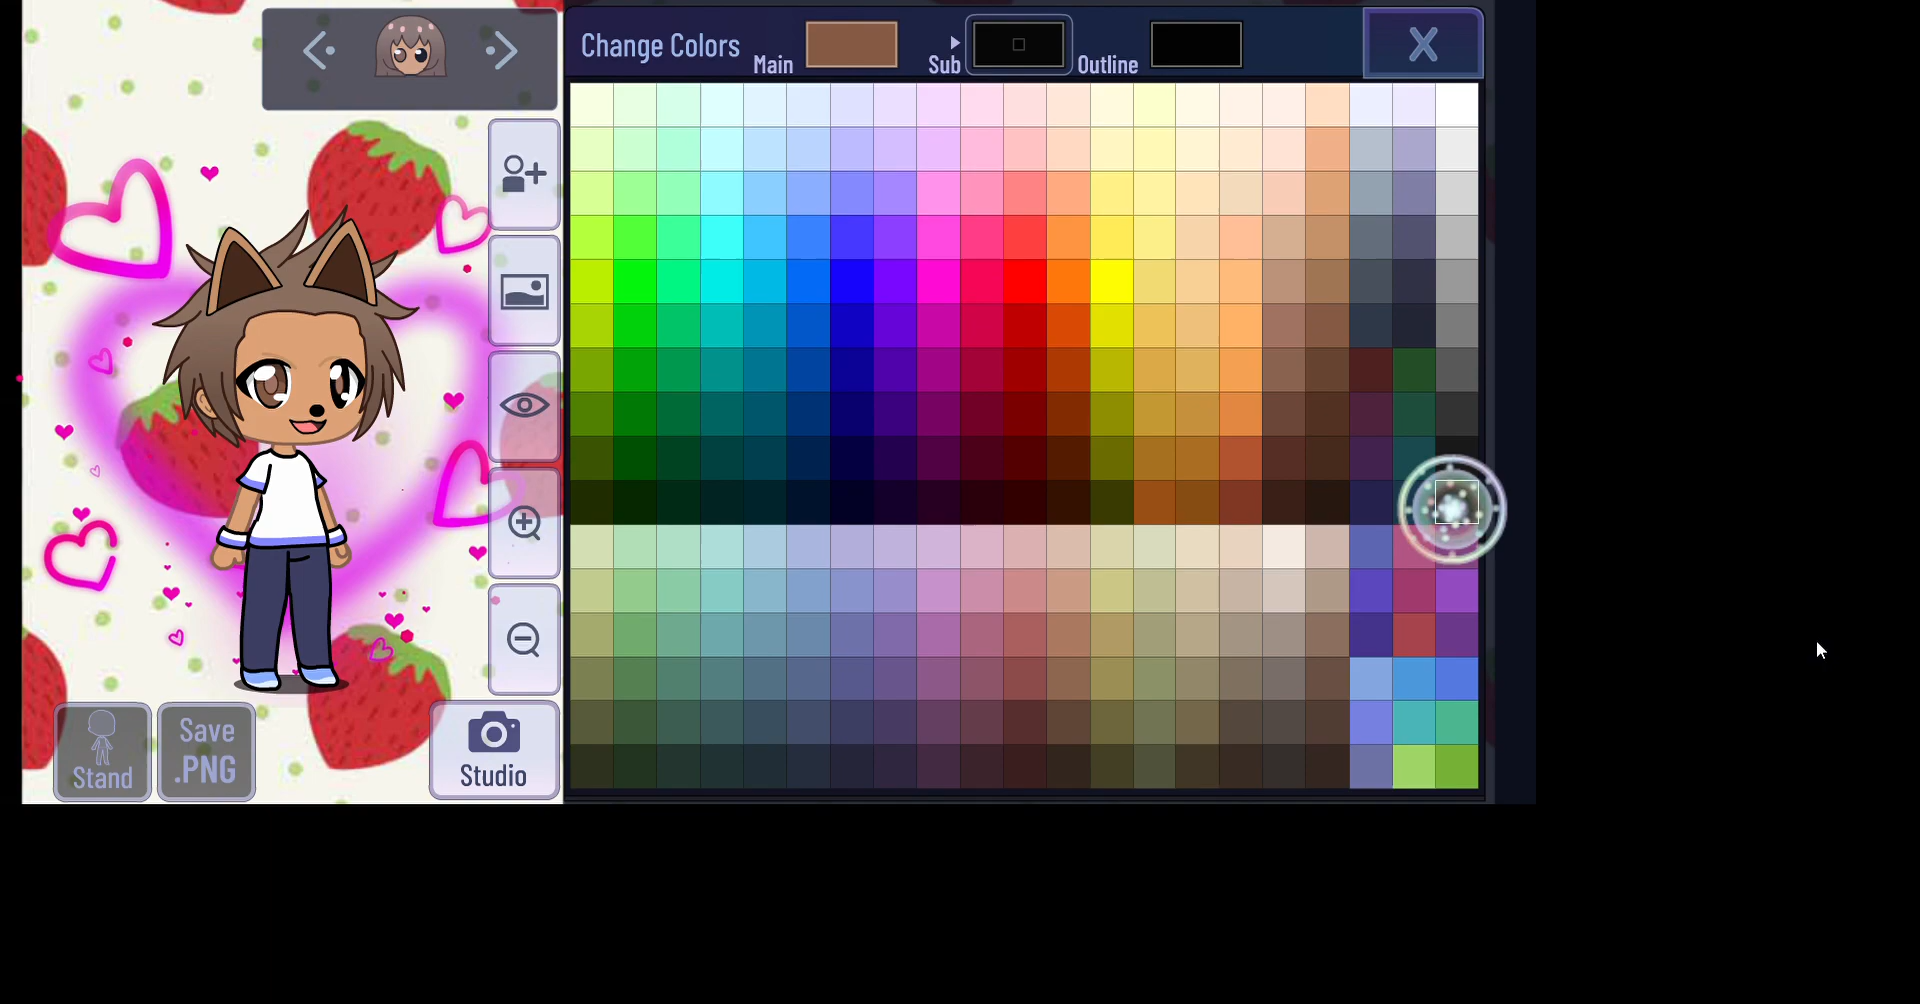 Change Colors
Main
Sub
Outline
X
Stand
Save
.PNG
Studio